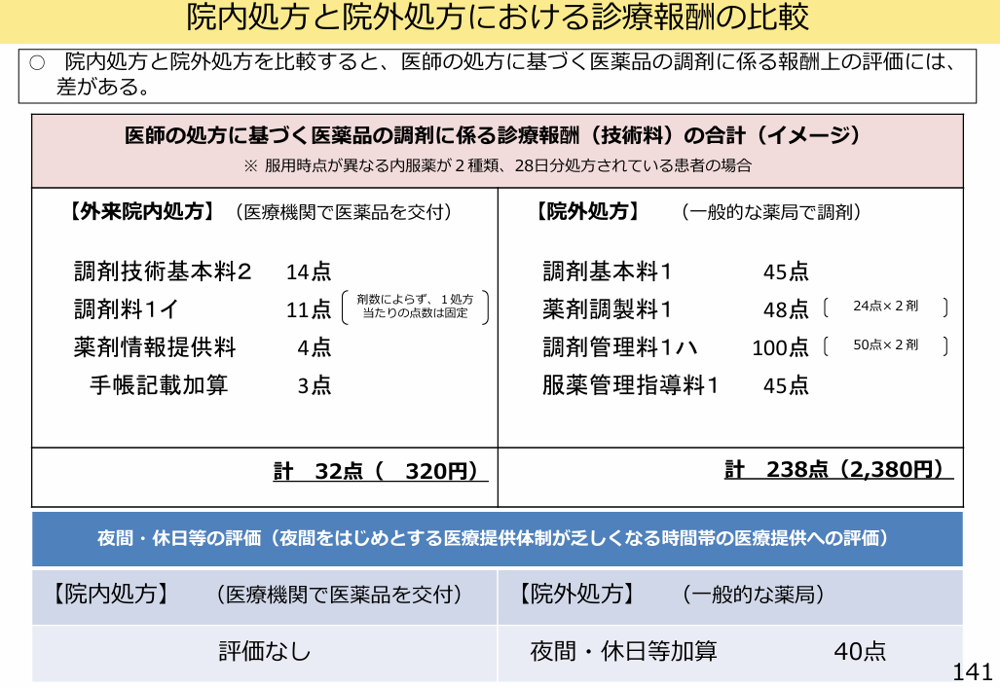 院内処方と院外処方における診療報酬の比較
○　院内処方と院外処方を比較すると、医師の処方に基づく医薬品の調剤に係る報酬上の評価には、
差がある。
医師の処方に基づく医薬品の調剤に係る診療報酬（技術料）の合計（イメージ）
※ 服用時点が異なる内服薬が２種類、28日分処方されている患者の場合
【外来院内処方】（医療機関で医薬品を交付）
調剤技術基本料２　14点
調剤料１イ　11点　剤数によらず、１処方
当たりの点数は固定
薬剤情報提供料　4点
手帳記載加算　3点
計　32点（　320円）
【院外処方】　（一般的な薬局で調剤）
調剤基本料１　45点
薬剤調製料１　48点　〔 24点×２剤 〕
調剤管理料１ハ　100点　〔 50点×２剤 〕
服薬管理指導料１　45点
計　238点（2,380円）
夜間・休日等の評価（夜間をはじめとする医療提供体制が乏しくなる時間帯の医療提供への評価）
【院内処方】　（医療機関で医薬品を交付）
【院外処方】　（一般的な薬局）
評価なし
夜間・休日等加算　40点
141